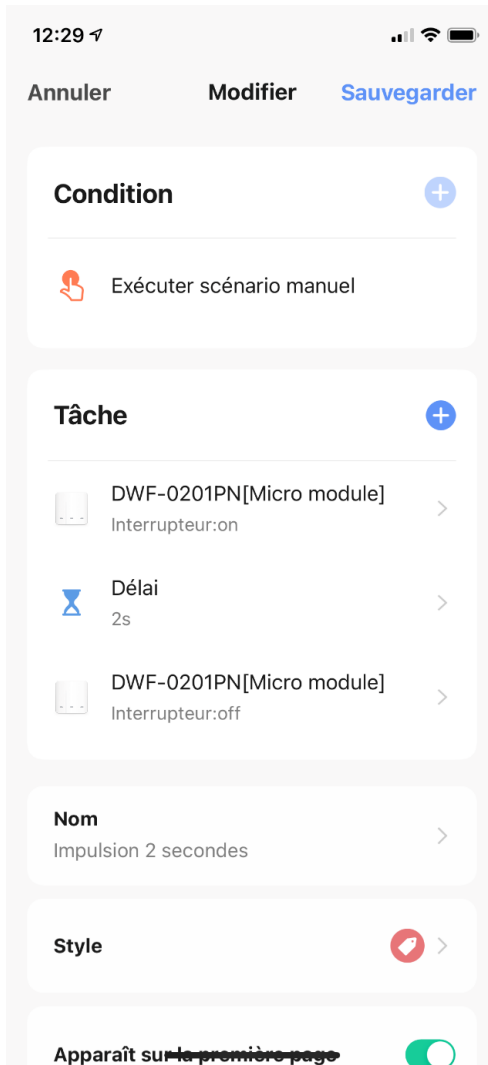 12:29
Annuler Modifier Sauvegarder
Condition
Exécuter scénario manuel
Tâche
DWF-0201PN[Micro module]
Interrupteur:on
Délai
2s
DWF-0201PN[Micro module]
Interrupteur:off
Nom
Impulsion 2 secondes
Style
Apparaît sur la première page